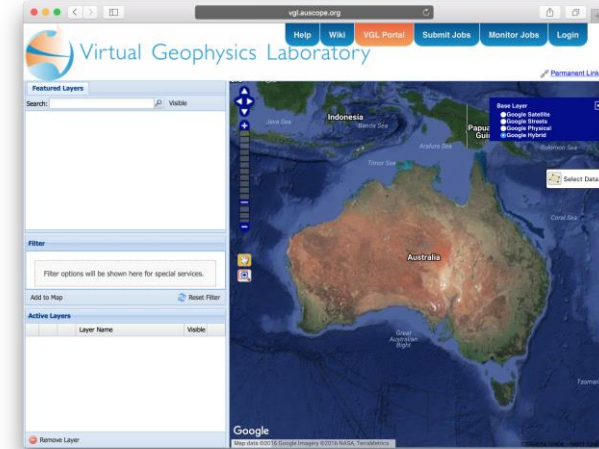 vgl.auscope.org
Help Wiki VGL Portal Submit Jobs Monitor Jobs Login
Virtual Geophysics Laboratory
Permanent Link
Featured Layers
Search: Visible
Base Layer
Google Satellite
Google Streets
Google Physical
Google Hybrid
Indonesia
Java Sea
Banda Sea
Papua
Arafura Sea
Solomon Sea
Timor Sea
Select Data
Coral Sea
Filter
Filter options will be shown here for special services.
Add to Map Reset Filter
Australia
Active Layers
Layer Name Visible
Great
Australian
Bight
Tasman
Google
Remove Layer
Map data ©2016 Google Imagery ©2016 NASA, TerraMetrics